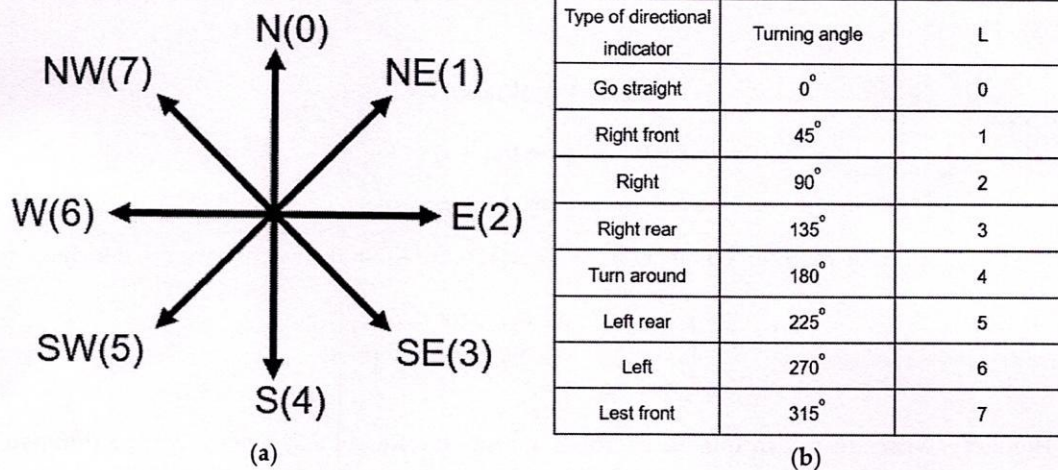 N(0)
NW(7)
NE(1)
W(6)
E(2)
SW(5)
SE(3)
S(4)
(a)
Type of directional
indicator
Turning angle
L
Go straight 0° 0
Right front 45° 1
Right 90° 2
Right rear 135° 3
Turn around 180° 4
Left rear 225° 5
Left 270° 6
Lest front 315° 7
(b)